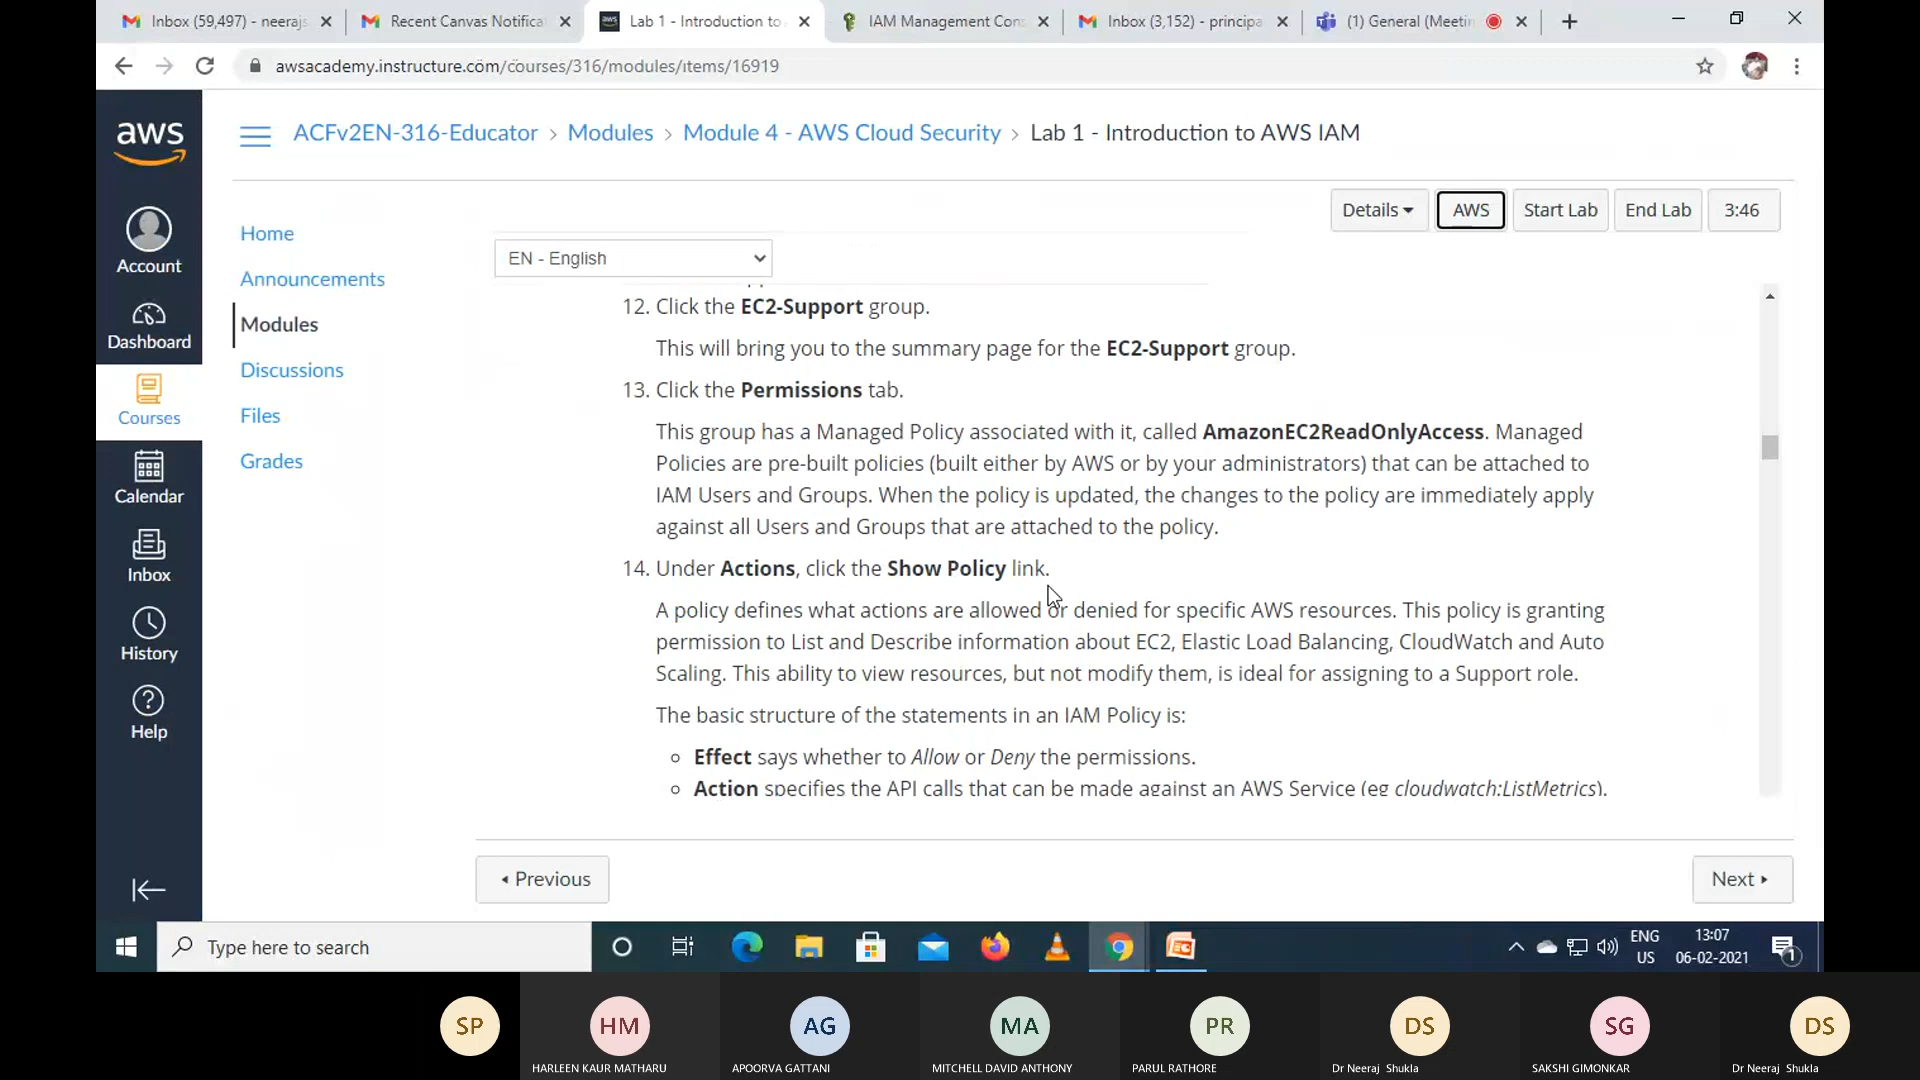 Inbox (59,497) - neerajs
Recent Canvas Notifica
Lab 1 - Introduction to
IAM Management Con
Inbox (3,152) - principa
(1) General (Meetin
awsacademy.instructure.com/courses/316/modules/items/16919
aws
ACFv2EN-316-Educator > Modules > Module 4 - AWS Cloud Security > Lab 1 - Introduction to AWS IAM
Details AWS Start Lab End Lab 3:46
Account
Dashboard
Courses
Calendar
Inbox
History
Help
Home
Announcements
Modules
Discussions
Files
Grades
EN - English
12. Click the EC2-Support group.
This will bring you to the summary page for the EC2-Support group.
13. Click the Permissions tab.
This group has a Managed Policy associated with it, called AmazonEC2ReadOnlyAccess. Managed
Policies are pre-built policies (built either by AWS or by your administrators) that can be attached to
IAM Users and Groups. When the policy is updated, the changes to the policy are immediately apply
against all Users and Groups that are attached to the policy.
14. Under Actions, click the Show Policy link.
A policy defines what actions are allowed or denied for specific AWS resources. This policy is granting
permission to List and Describe information about EC2, Elastic Load Balancing, CloudWatch and Auto
Scaling. This ability to view resources, but not modify them, is ideal for assigning to a Support role.
The basic structure of the statements in an IAM Policy is:
Effect says whether to Allow or Deny the permissions.
Action specifies the API calls that can be made against an AWS Service (eg cloudwatch:ListMetrics).
Previous
Next
Type here to search
ENG
US
13:07
06-02-2021
1
SP
HM
AG
MA
PR
DS
SG
DS
HARLEEN KAUR MATHARU
APOORVA GATTANI
MITCHELL DAVID ANTHONY
PARUL RATHORE
Dr Neeraj Shukla
SAKSHI GIMONKAR
Dr Neeraj Shukla